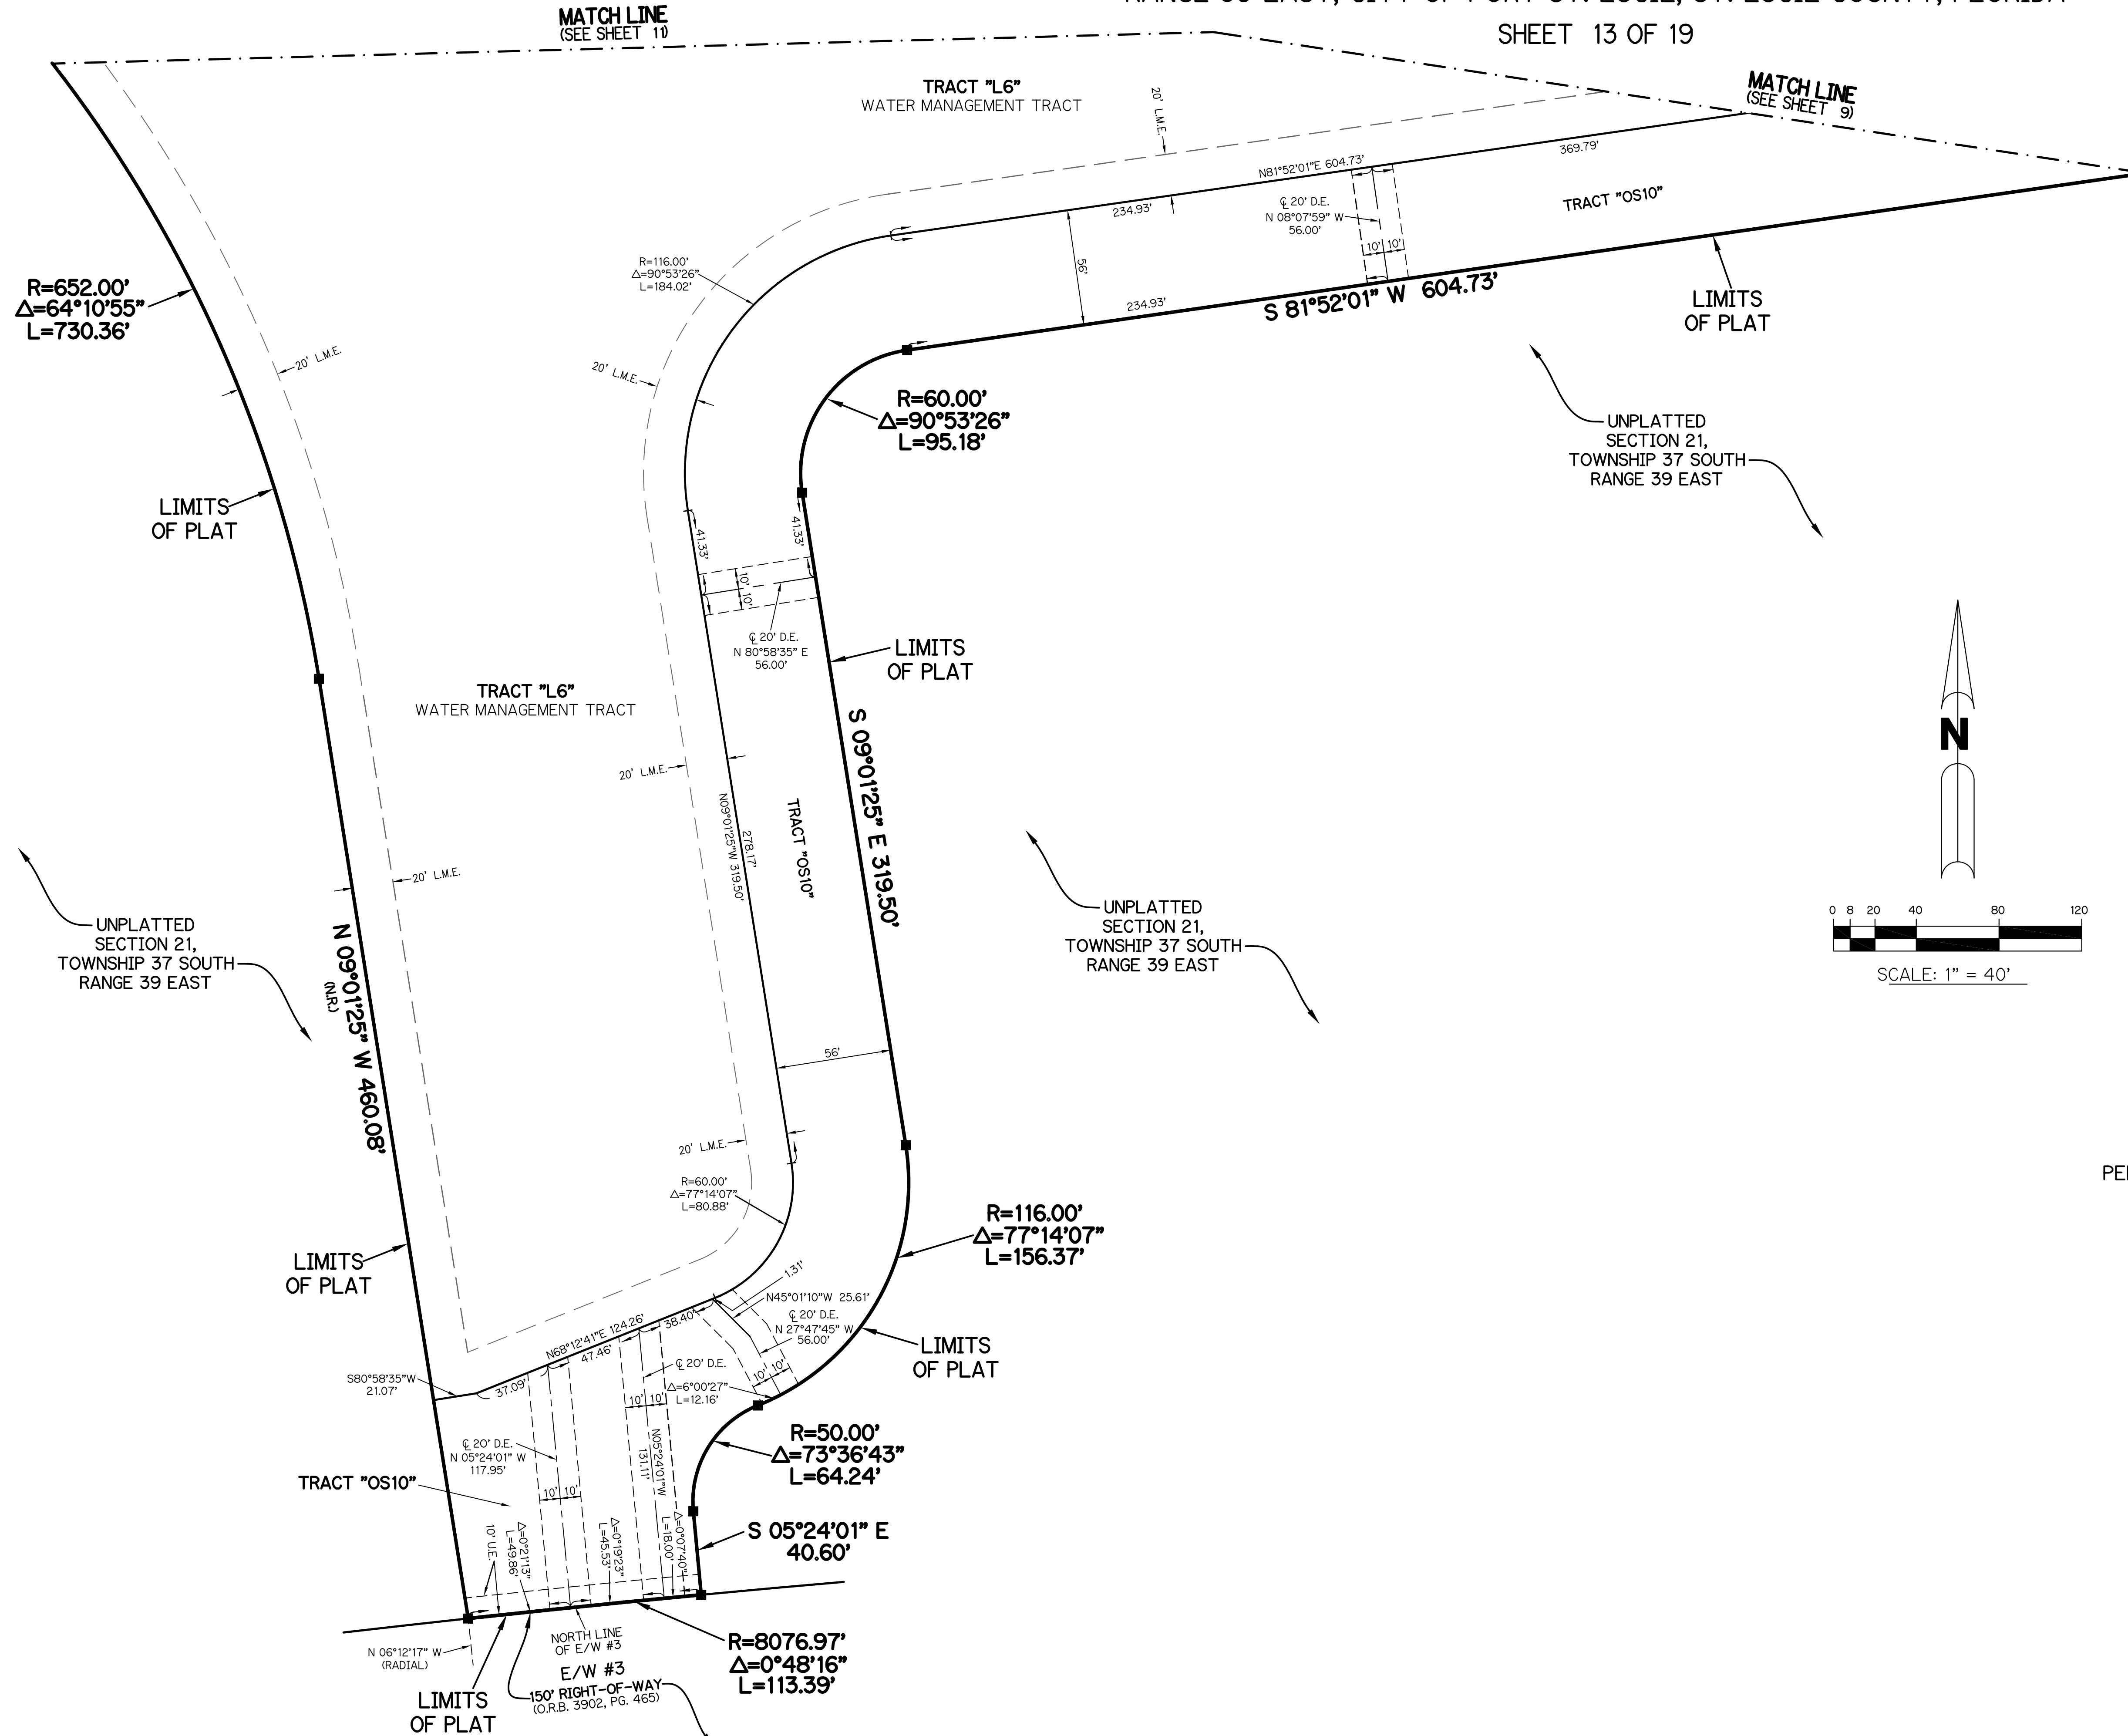 SHEET 13 OF 19
MATCH LINE
(SEE SHEET 11)
MATCH LINE
(SEE SHEET 9)
TRACT "L6"
WATER MANAGEMENT TRACT
20' L.M.E.
N81°52'01"E 604.73'
369.79'
234.93'
℄ 20' D.E.
N 08°07'59" W
56.00'
10' 10'
TRACT "OS10"
56'
234.93'
S 81°52'01" W 604.73'
LIMITS
OF PLAT
R=652.00'
Δ=64°10'55"
L=730.36'
R=116.00'
Δ=90°53'26"
L=184.02'
20' L.M.E.
20' L.M.E.
R=60.00'
Δ=90°53'26"
L=95.18'
UNPLATTED
SECTION 21,
TOWNSHIP 37 SOUTH
RANGE 39 EAST
LIMITS
OF PLAT
41.33'
41.33'
10'
10'
℄ 20' D.E.
N 80°58'35" E
56.00'
LIMITS
OF PLAT
TRACT "L6"
WATER MANAGEMENT TRACT
S 09°01'25" E 319.50'
N
20' L.M.E.
N09°01'25"W 319.50'
278.17'
TRACT "OS10"
20' L.M.E.
UNPLATTED
SECTION 21,
TOWNSHIP 37 SOUTH
RANGE 39 EAST
N 09°01'25" W 460.08'
(N.R.)
UNPLATTED
SECTION 21,
TOWNSHIP 37 SOUTH
RANGE 39 EAST
0 8 20 40 80 120
SCALE: 1" = 40'
56'
20' L.M.E.
R=60.00'
Δ=77°14'07"
L=80.88'
R=116.00'
Δ=77°14'07"
L=156.37'
LIMITS
OF PLAT
1.31'
N45°01'10"W 25.61'
℄ 20' D.E.
N 27°47'45" W
56.00'
10' 10'
LIMITS
OF PLAT
N68°12'41"E 124.26'
38.40'
47.46'
37.09'
S80°58'35"W
21.07'
℄ 20' D.E.
Δ=6°00'27"
L=12.16'
10' 10'
R=50.00'
Δ=73°36'43"
L=64.24'
℄ 20' D.E.
N 05°24'01" W
117.95'
N05°24'01"W
131.11'
TRACT "OS10"
10' 10'
S 05°24'01" E
40.60'
10' U.E.
Δ=0°21'13"
L=49.86'
Δ=0°19'23"
L=45.53'
Δ=0°07'40"
L=18.00'
N 06°12'17" W
(RADIAL)
NORTH LINE
OF E/W #3
E/W #3
150' RIGHT-OF-WAY
(O.R.B. 3902, PG. 465)
R=8076.97'
Δ=0°48'16"
L=113.39'
LIMITS
OF PLAT